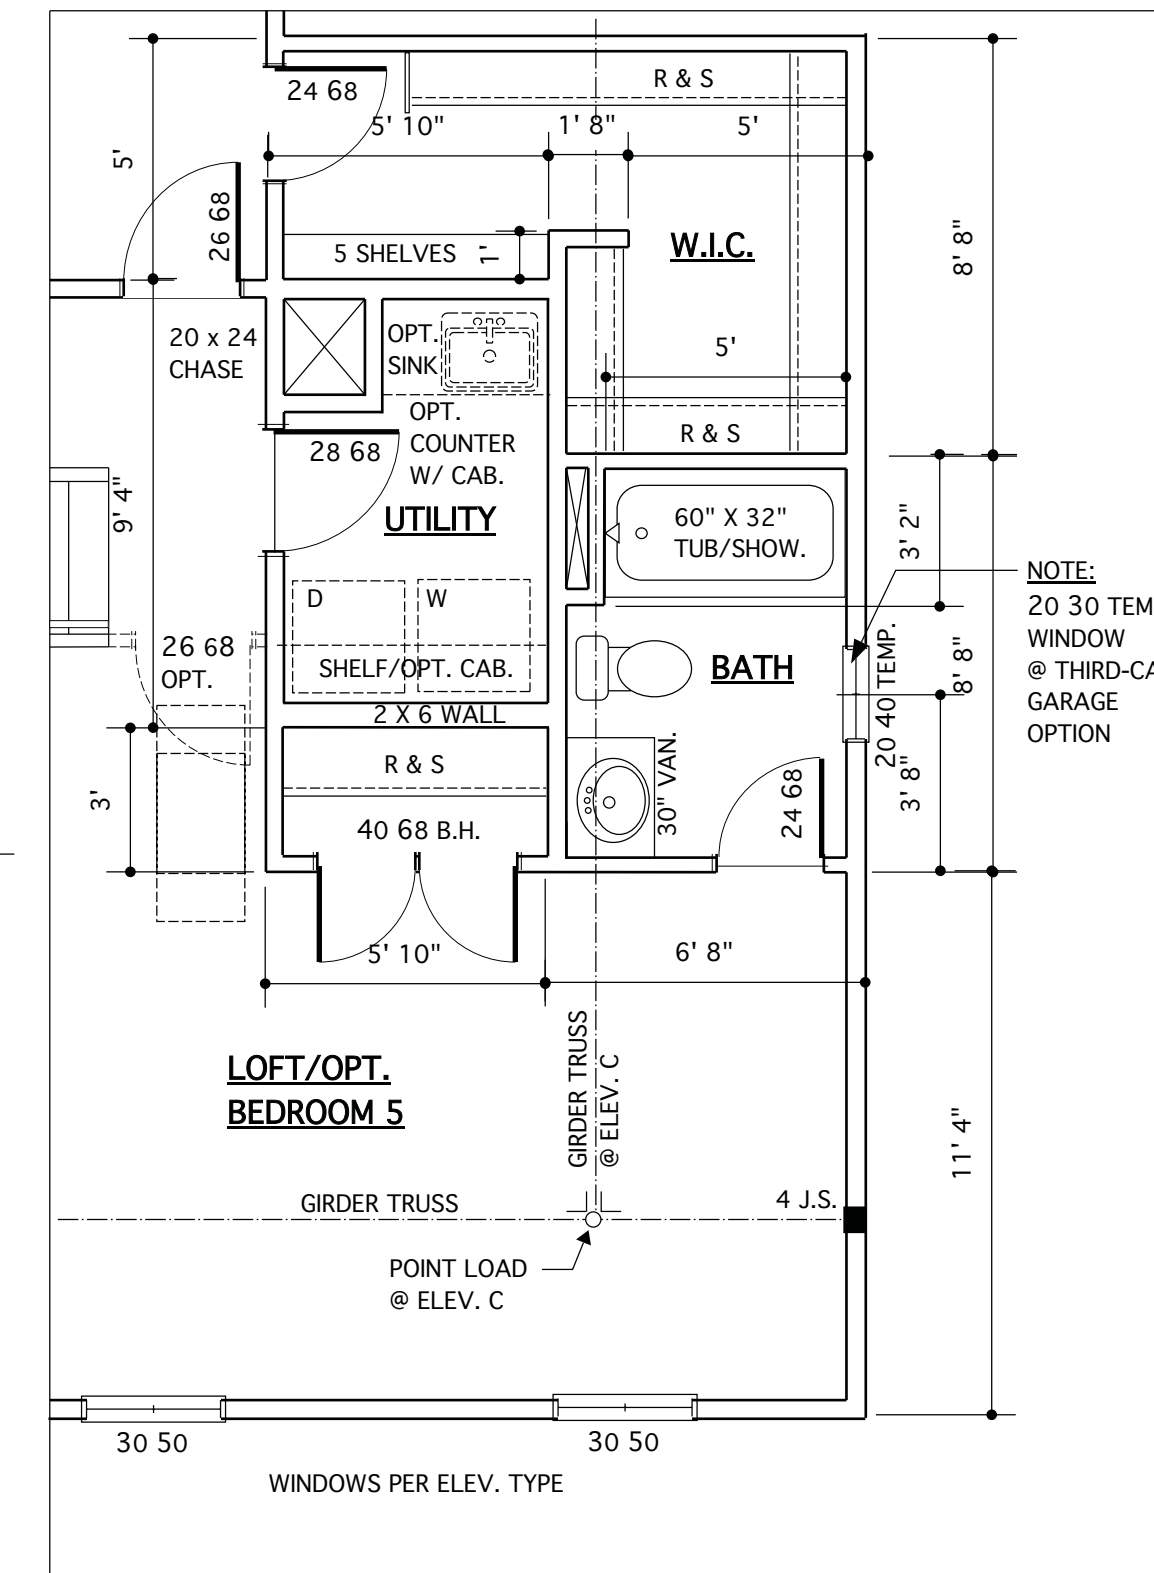 24 68
R & S
5' 10"
1' 8"
5'
5'
26 68
5 SHELVES
1'
W.I.C.
8' 8"
20 x 24
CHASE
OPT.
SINK
5'
OPT.
COUNTER
W/ CAB.
R & S
28 68
9' 4"
UTILITY
60" X 32"
TUB/SHOW.
3' 2"
NOTE:
20 30 TEM
WINDOW
@ THIRD-CA
GARAGE
OPTION
D
W
26 68
OPT.
SHELF/OPT. CAB.
BATH
20 40 TEMP.
8' 8"
2 X 6 WALL
R & S
30" VAN.
24 68
3' 8"
3'
40 68 B.H.
5' 10"
6' 8"
LOFT/OPT.
BEDROOM 5
GIRDER TRUSS
@ ELEV. C
11' 4"
GIRDER TRUSS
4 J.S.
POINT LOAD
@ ELEV. C
30 50
30 50
WINDOWS PER ELEV. TYPE